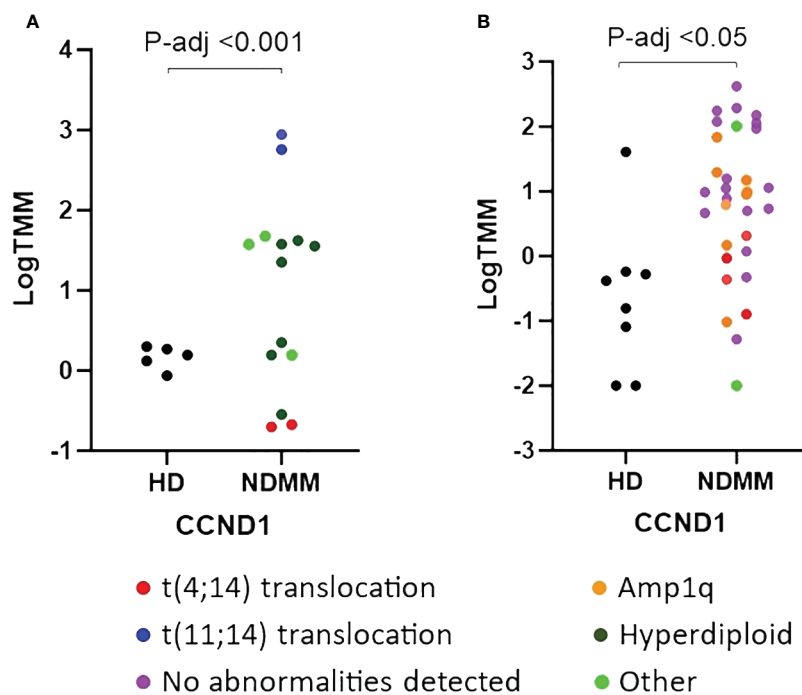 A
P-adj <0.001
LogTMM
4
3
2
1
0
-1
HD NDMM
CCND1
B
P-adj <0.05
LogTMM
3
2
1
0
-1
-2
-3
HD NDMM
CCND1
t(4;14) translocation
t(11;14) translocation
No abnormalities detected
Amp1q
Hyperdiploid
Other